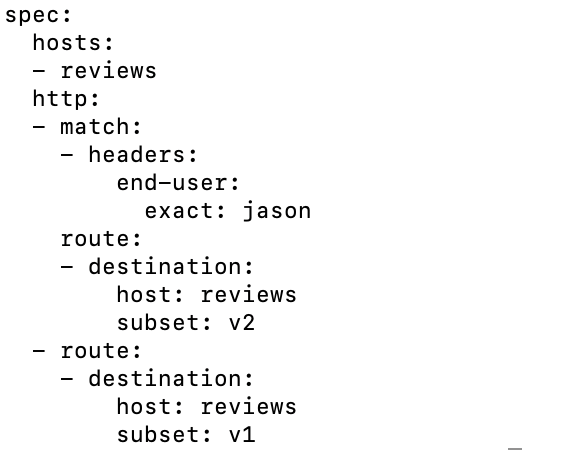 spec:
  hosts:
  - reviews
  http:
  - match:
    - headers:
        end-user:
          exact: jason
    route:
    - destination:
        host: reviews
        subset: v2
  - route:
    - destination:
        host: reviews
        subset: v1